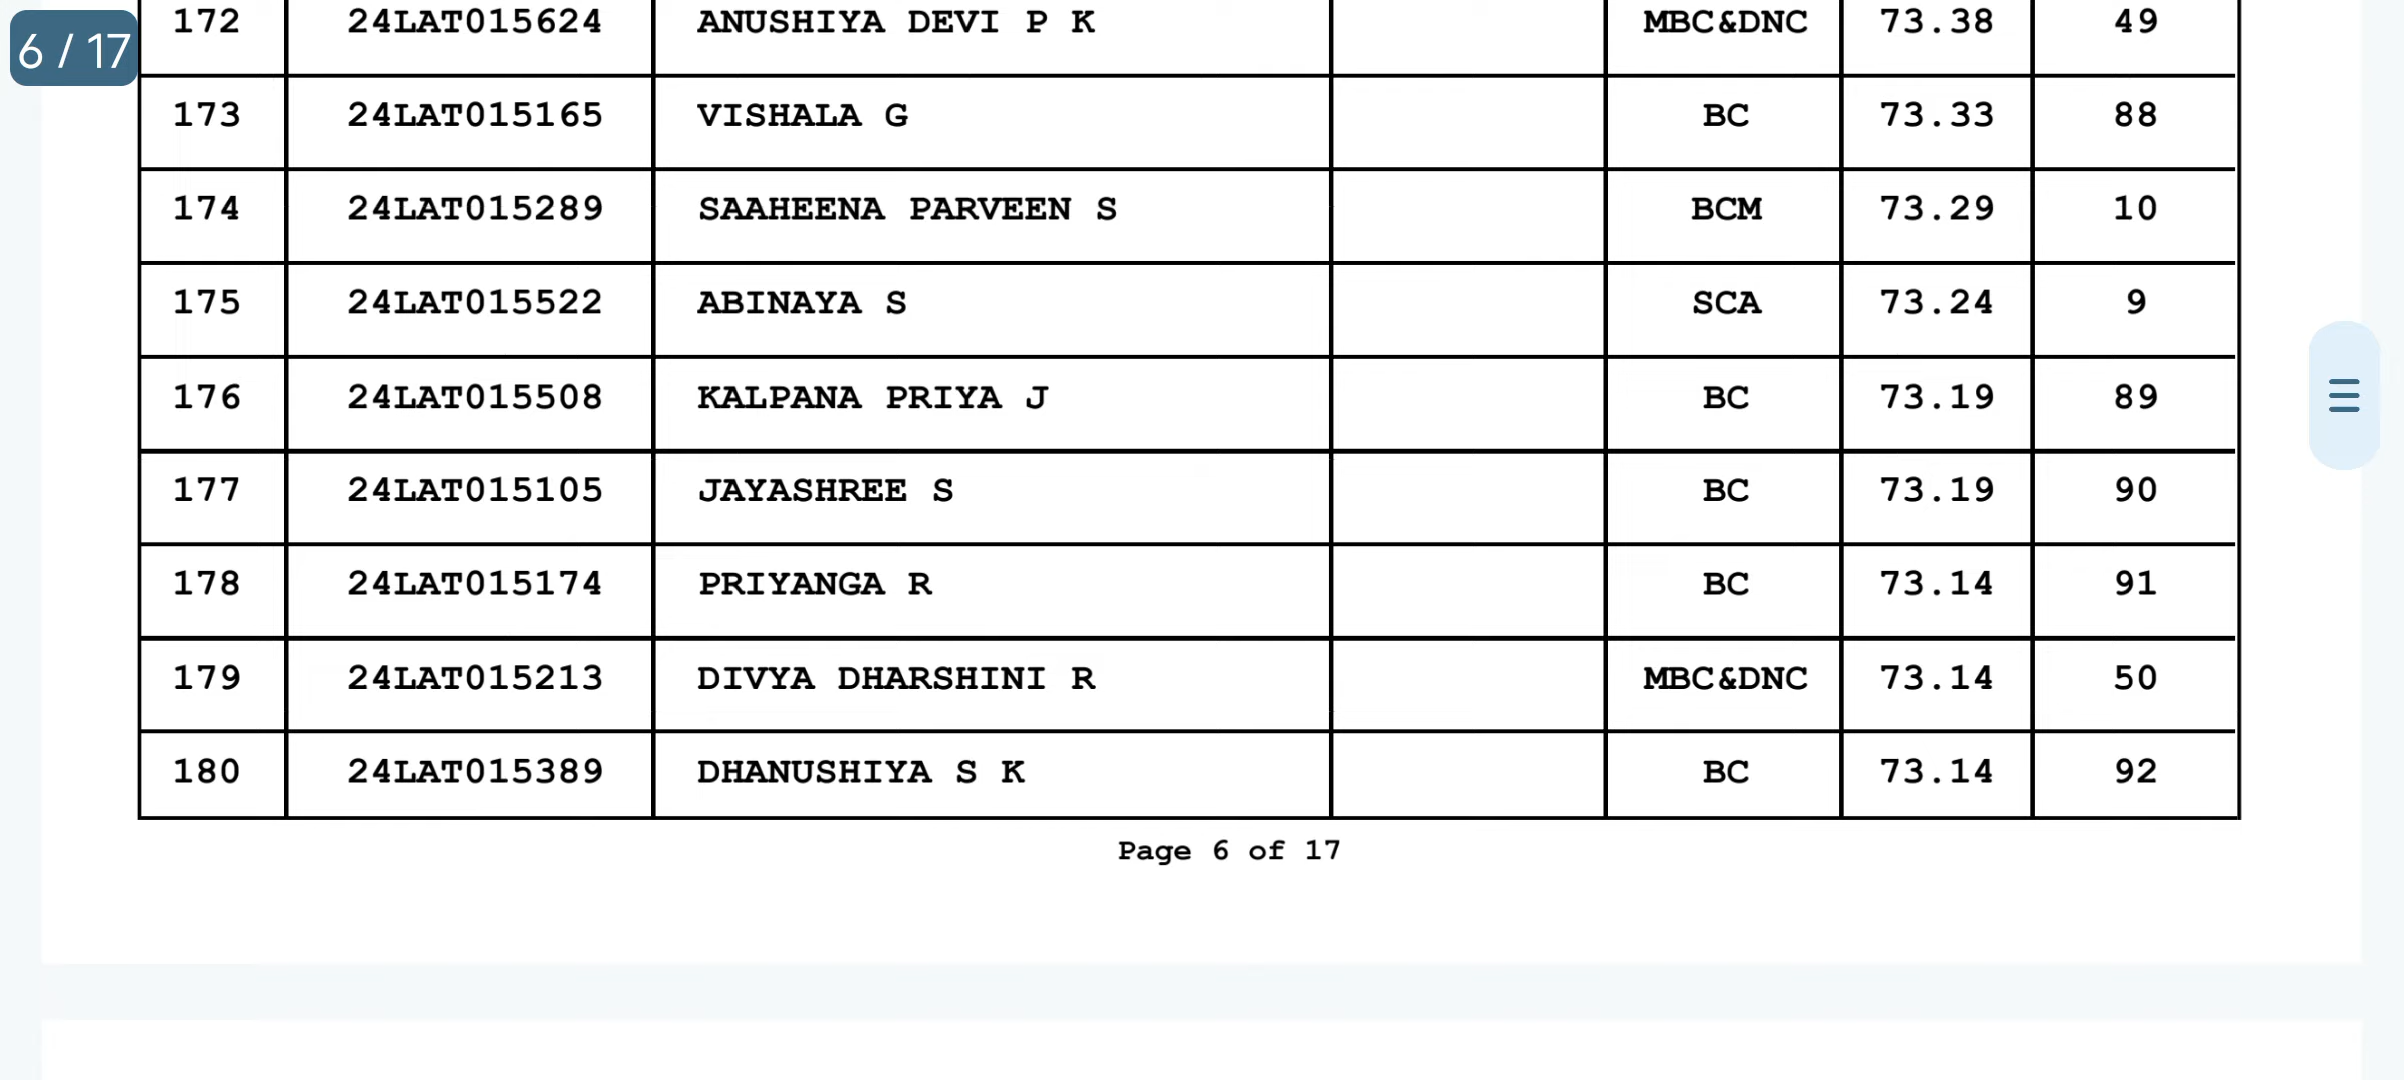 172 24LAT015624 ANUSHIYA DEVI P K MBC&DNC 73.38 49
6 / 17
173 24LAT015165 VISHALA G BC 73.33 88
174 24LAT015289 SAAHEENA PARVEEN S BCM 73.29 10
175 24LAT015522 ABINAYA S SCA 73.24 9
176 24LAT015508 KALPANA PRIYA J BC 73.19 89
177 24LAT015105 JAYASHREE S BC 73.19 90
178 24LAT015174 PRIYANGA R BC 73.14 91
179 24LAT015213 DIVYA DHARSHINI R MBC&DNC 73.14 50
180 24LAT015389 DHANUSHIYA S K BC 73.14 92
Page 6 of 17